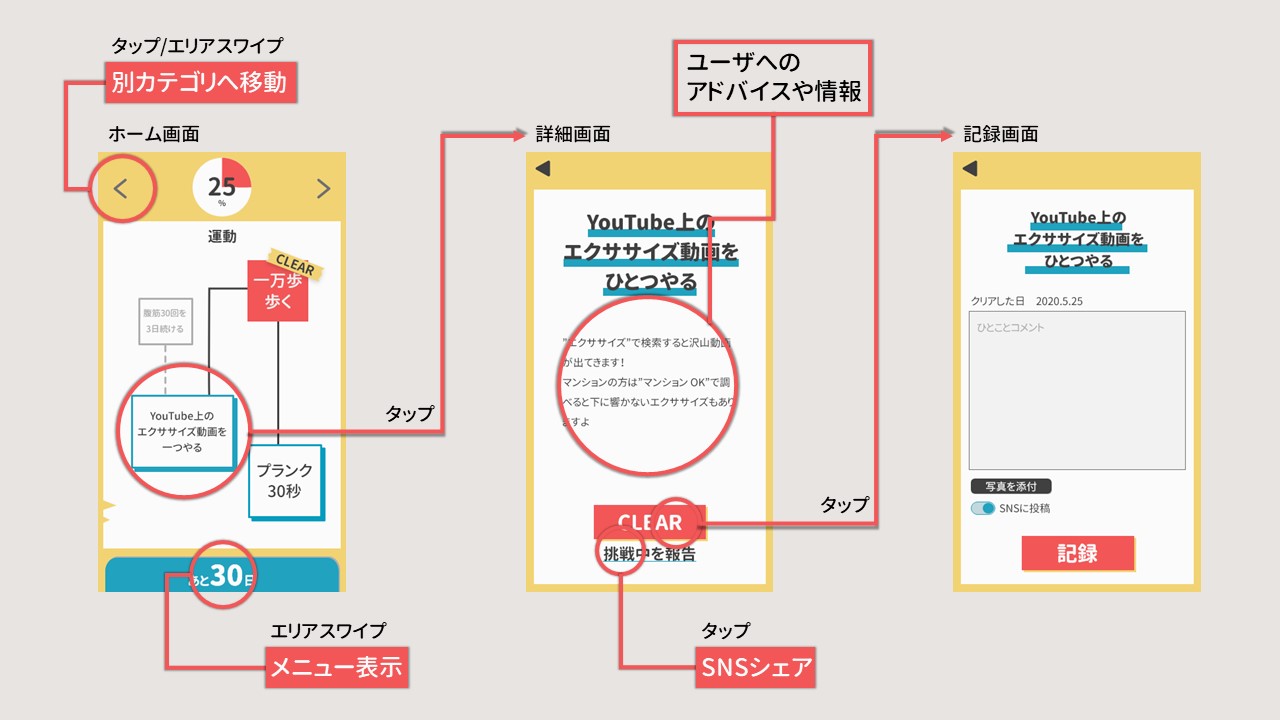 タップ/エリアスワイプ
別カテゴリへ移動
ホーム画面
25
%
運動
CLEAR
一万歩
歩く
腹筋30回を
3日続ける
YouTube上の
エクササイズ動画を
一つやる
プランク
30秒
あと30日
エリアスワイプ
メニュー表示
タップ
詳細画面
ユーザへの
アドバイスや情報
YouTube上の
エクササイズ動画を
ひとつやる
"エクササイズ"で検索すると沢山動画
が出てきます!
マンションの方は"マンション OK"で調
べると下に響かないエクササイズもあり
ますよ
CLEAR
挑戦中を報告
タップ
SNSシェア
タップ
記録画面
YouTube上の
エクササイズ動画を
ひとつやる
クリアした日 2020.5.25
ひとことコメント
写真を添付
SNSに投稿
記録